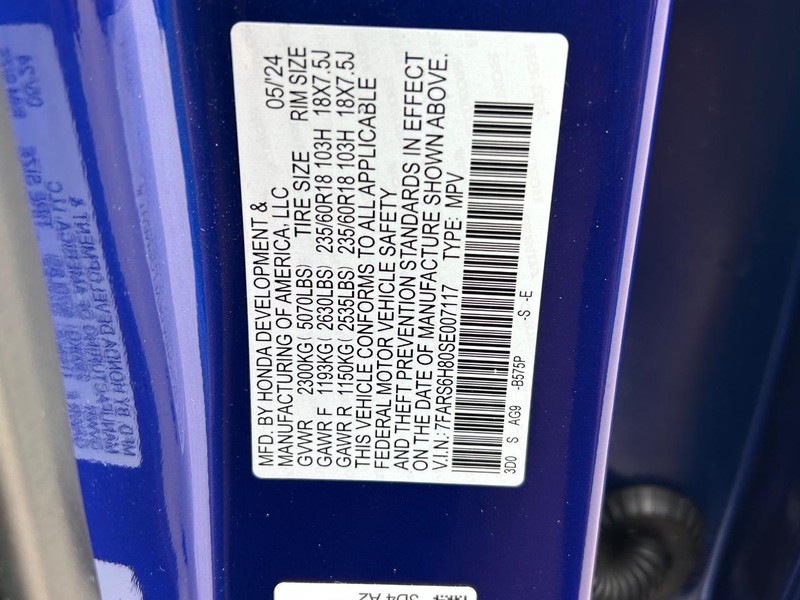 MFD. BY HONDA DEVELOPMENT &
MANUFACTURING OF AMERICA, LLC 05/'24
GVWR 2300KG( 5070LBS) TIRE SIZE RIM SIZE
GAWR F 1193KG( 2630LBS) 235/60R18 103H 18X7.5J
GAWR R 1150KG( 2535LBS) 235/60R18 103H 18X7.5J
THIS VEHICLE CONFORMS TO ALL APPLICABLE
FEDERAL MOTOR VEHICLE SAFETY
AND THEFT PREVENTION STANDARDS IN EFFECT
ON THE DATE OF MANUFACTURE SHOWN ABOVE.
V.I.N.: 7FARS6H80SE007117 TYPE: MPV
3D0 S AG9 -B575P -S -E